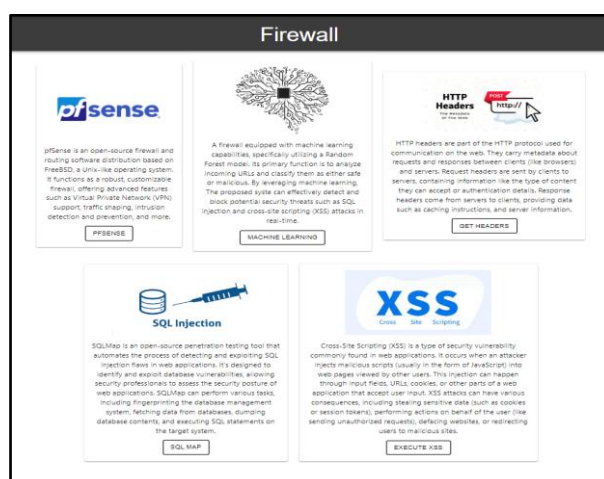 Firewall
pfsense
pfSense is an open-source firewall and
routing software distribution based on
FreeBSD, a Unix-like operating system.
It functions as a robust, customizable
firewall, offering advanced features
such as Virtual Private Network (VPN)
support, traffic shaping, intrusion
detection and prevention, and more.
PFSENSE
A firewall equipped with machine learning
capabilities, specifically utilizing a Random
Forest model. Its primary function is to analyze
incoming URLs and classify them as either safe
or malicious. By leveraging machine learning.
The proposed syste can effectively detect and
block potential security threats such as SQL
injection and cross-site scripting (XSS) attacks in
real-time.
MACHINE LEARNING
HTTP
Headers
The Metadata
of the Web
POST
http://
HTTP headers are part of the HTTP protocol used for
communication on the web. They carry metadata about
requests and responses between clients (like browsers)
and servers. Request headers are sent by clients to
servers, containing information like the type of content
they can accept or authentication details. Response
headers come from servers to clients, providing data
such as caching instructions, and server information.
GET HEADERS
SQL Injection
SQLMap is an open-source penetration testing tool that
automates the process of detecting and exploiting SQL
injection flaws in web applications. It's designed to
identify and exploit database vulnerabilities, allowing
security professionals to assess the security posture of
web applications. SQLMap can perform various tasks,
including fingerprinting the database management
system, fetching data from databases, dumping
database contents, and executing SQL statements on
the target system.
SQL MAP
XSS
Cross Site Scripting
Cross-Site Scripting (XSS) is a type of security vulnerability
commonly found in web applications. It occurs when an attacker
injects malicious scripts (usually in the form of JavaScript) into
web pages viewed by other users. This injection can happen
through input fields, URLs, cookies, or other parts of a web
application that accept user input. XSS attacks can have various
consequences, including stealing sensitive data (such as cookies
or session tokens), performing actions on behalf of the user (like
sending unauthorized requests), defacing websites, or redirecting
users to malicious sites.
EXECUTE XSS